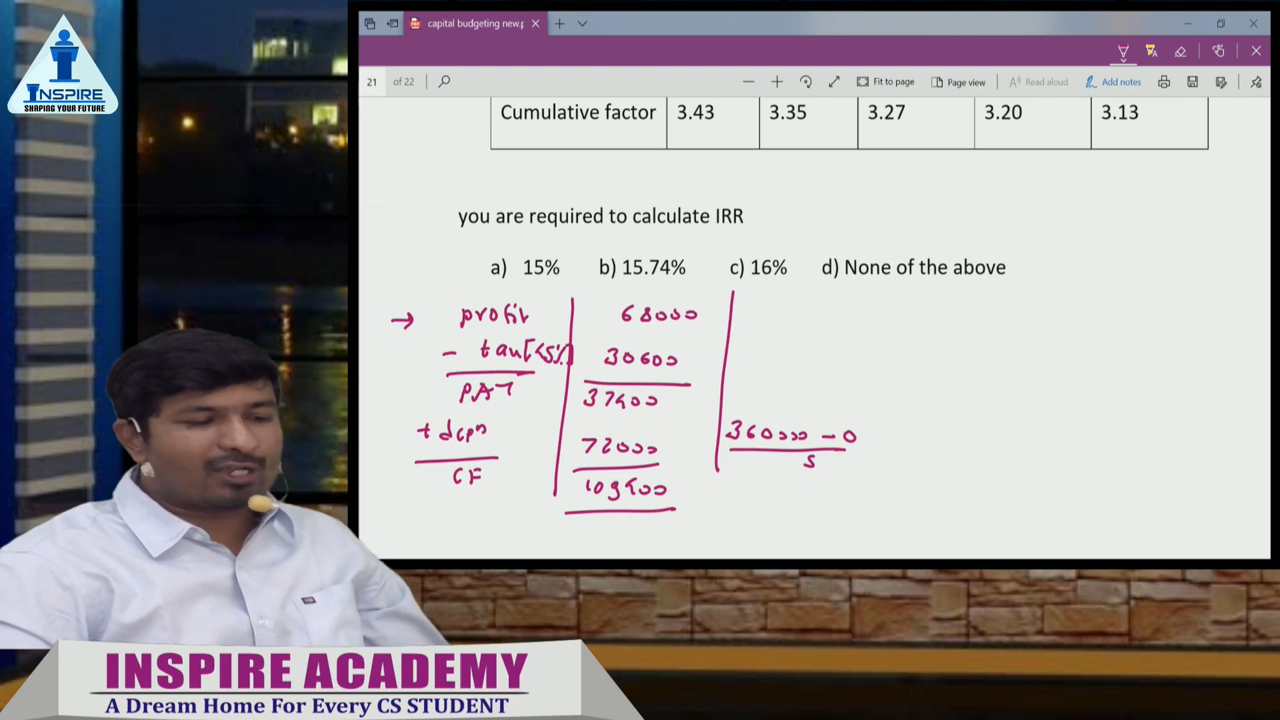 INSPIRE
SHAPING YOUR FUTURE
capital budgeting new.p
21 of 22
Fit to page
Page view
Read aloud
Add notes
Cumulative factor 3.43 3.35 3.27 3.20 3.13
you are required to calculate IRR
a) 15% b) 15.74% c) 16% d) None of the above
→ profit 68000
- tax [45%] 30600
PAT 37400
+ depn 72000 360000 - 0
5
CF 109400
INSPIRE ACADEMY
A Dream Home For Every CS STUDENT